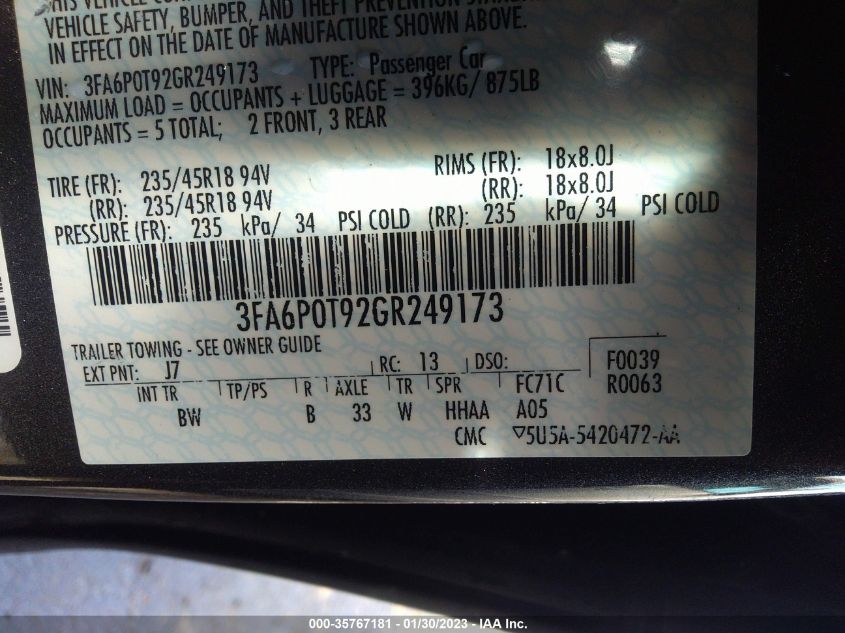 THIS VEHICLE
VEHICLE SAFETY, BUMPER, AND THEFT PREVENTION
IN EFFECT ON THE DATE OF MANUFACTURE SHOWN ABOVE.
VIN: 3FA6P0T92GR249173 TYPE: Passenger Car
MAXIMUM LOAD = OCCUPANTS + LUGGAGE = 396KG/ 875LB
OCCUPANTS = 5 TOTAL; 2 FRONT, 3 REAR
TIRE (FR): 235/45R18 94V RIMS (FR): 18x8.0J
(RR): 235/45R18 94V (RR): 18x8.0J
PRESSURE (FR): 235 kPa/ 34 PSI COLD (RR): 235 kPa/ 34 PSI COLD
3FA6P0T92GR249173
TRAILER TOWING - SEE OWNER GUIDE
EXT PNT: J7 RC: 13 DSO: F0039
INT TR TP/PS R AXLE TR SPR FC71C R0063
BW B 33 W HHAA A05
CMC ▽5U5A-5420472-AA
000-35767181 - 01/30/2023 - IAA Inc.